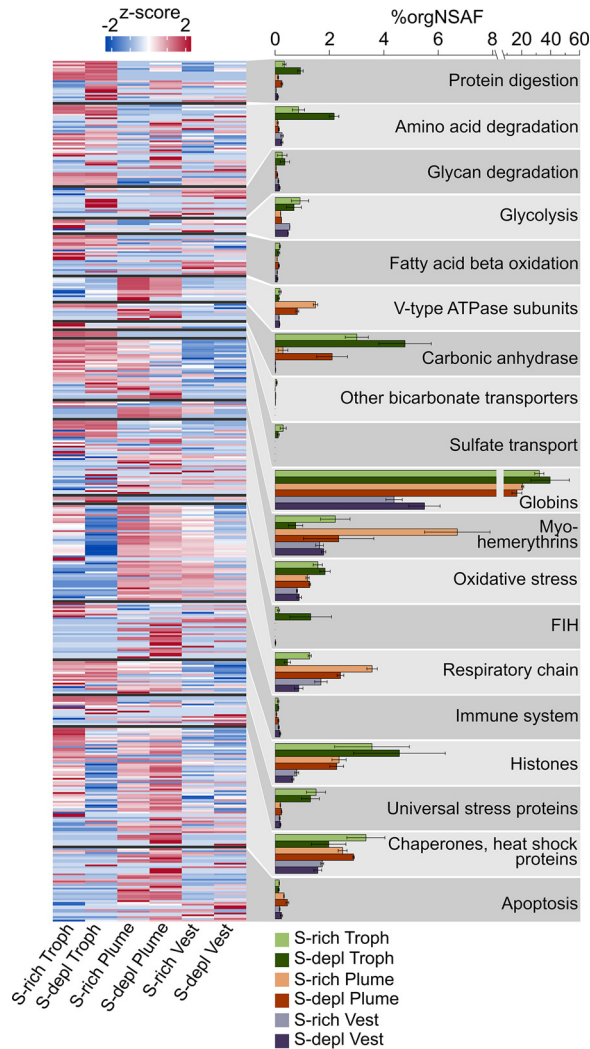 z-score
-2 2
%orgNSAF
0 2 4 6 8 20 40 60
Protein digestion
Amino acid degradation
Glycan degradation
Glycolysis
Fatty acid beta oxidation
V-type ATPase subunits
Carbonic anhydrase
Other bicarbonate transporters
Sulfate transport
Globins
Myo-
hemerythrins
Oxidative stress
FIH
Respiratory chain
Immune system
Histones
Universal stress proteins
Chaperones, heat shock
proteins
Apoptosis
S-rich Troph
S-depl Troph
S-rich Plume
S-depl Plume
S-rich Vest
S-depl Vest
S-rich Troph
S-depl Troph
S-rich Plume
S-depl Plume
S-rich Vest
S-depl Vest